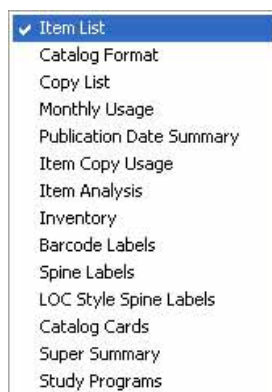 Item List
Catalog Format
Copy List
Monthly Usage
Publication Date Summary
Item Copy Usage
Item Analysis
Inventory
Barcode Labels
Spine Labels
LOC Style Spine Labels
Catalog Cards
Super Summary
Study Programs